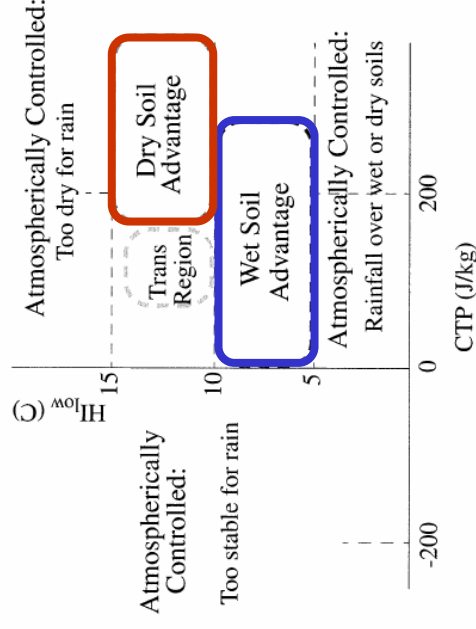 Atmospherically Controlled:
Too dry for rain
Dry Soil
Advantage
Trans
Region
Wet Soil
Advantage
Atmospherically Controlled:
Rainfall over wet or dry soils
Atmospherically
Controlled:
Too stable for rain
HIlow (C)
15
10
5
-200
0
200
CTP (J/kg)